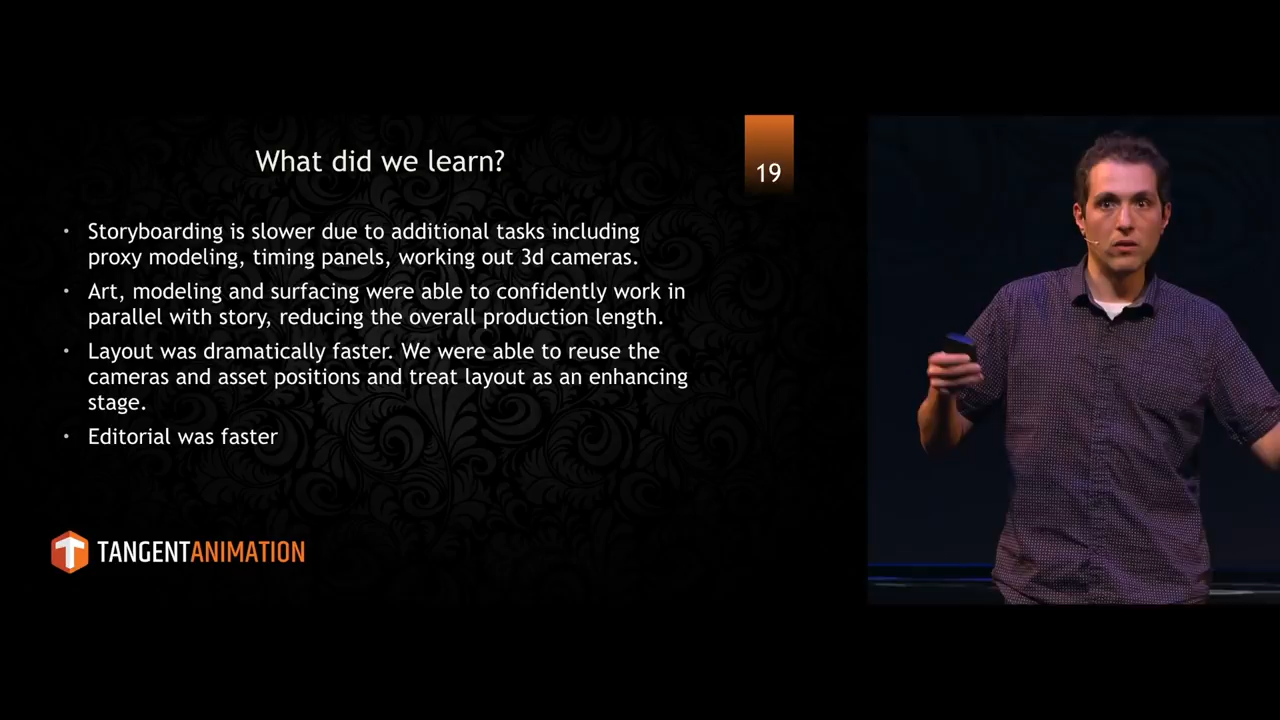 What did we learn?
19
• Storyboarding is slower due to additional tasks including
proxy modeling, timing panels, working out 3d cameras.
• Art, modeling and surfacing were able to confidently work in
parallel with story, reducing the overall production length.
• Layout was dramatically faster. We were able to reuse the
cameras and asset positions and treat layout as an enhancing
stage.
• Editorial was faster
TANGENTANIMATION